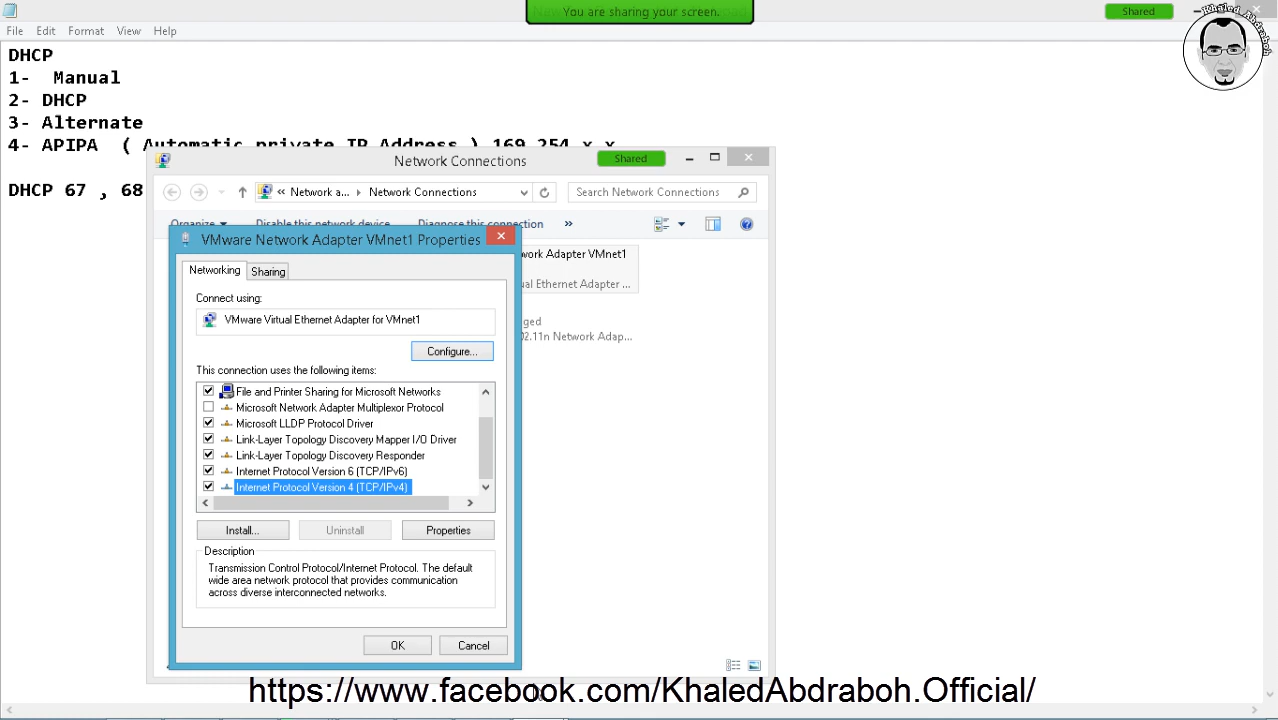 You are sharing your screen.
Shared
Khaled_Abdraboh
File Edit Format View Help
DHCP
1- Manual
2- DHCP
3- Alternate
4- APIPA ( Automatic private IP Address ) 169.254.x.x
DHCP 67 , 68
Network Connections
Shared
« Network a... Network Connections
Search Network Connections
Organize Disable this network device Diagnose this connection »
VMware Network Adapter VMnet1 Properties
work Adapter VMnet1
ual Ethernet Adapter ...
ged
02.11n Network Adap...
Networking Sharing
Connect using:
VMware Virtual Ethernet Adapter for VMnet1
Configure...
This connection uses the following items:
File and Printer Sharing for Microsoft Networks
Microsoft Network Adapter Multiplexor Protocol
Microsoft LLDP Protocol Driver
Link-Layer Topology Discovery Mapper I/O Driver
Link-Layer Topology Discovery Responder
Internet Protocol Version 6 (TCP/IPv6)
Internet Protocol Version 4 (TCP/IPv4)
Install... Uninstall Properties
Description
Transmission Control Protocol/Internet Protocol. The default
wide area network protocol that provides communication
across diverse interconnected networks.
OK Cancel
https://www.facebook.com/KhaledAbdraboh.Official/